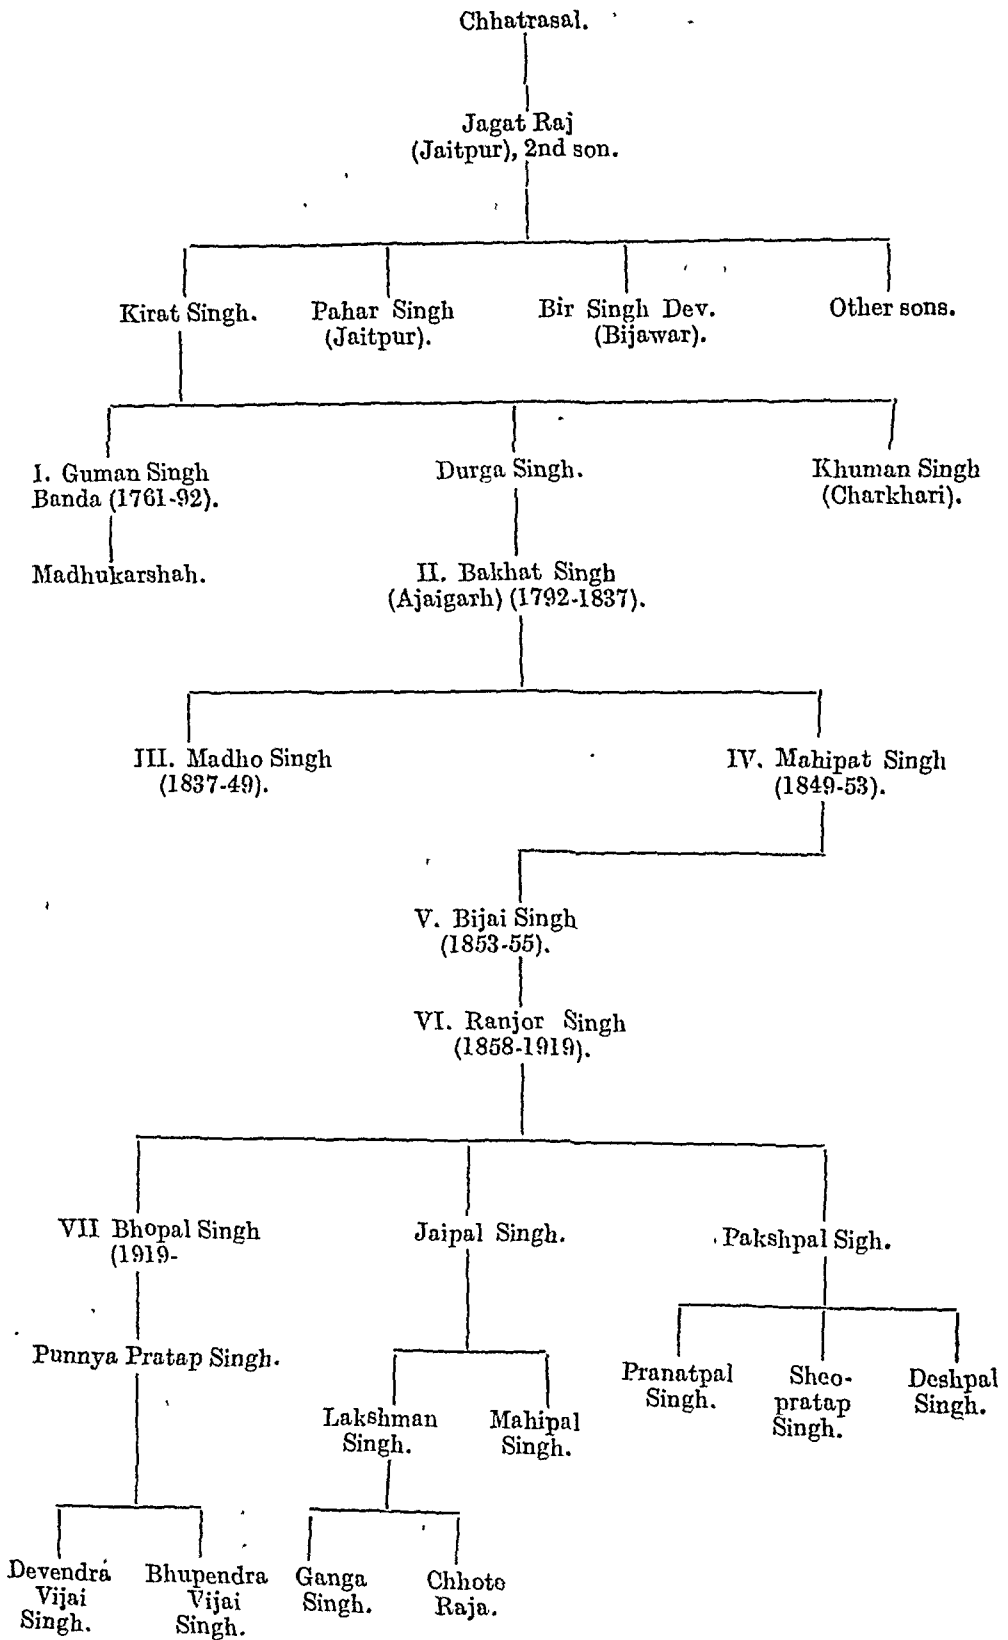 Chhatrasal.
Jagat Raj
(Jaitpur), 2nd son.
Kirat Singh.
Pahar Singh
(Jaitpur).
Bir Singh Dev.
(Bijawar).
Other sons.
I. Guman Singh
Banda (1761-92).
Durga Singh.
Khuman Singh
(Charkhari).
Madhukarshah.
II. Bakhat Singh
(Ajaigarh) (1792-1837).
III. Madho Singh
(1837-49).
IV. Mahipat Singh
(1849-53).
V. Bijai Singh
(1853-55).
VI. Ranjor Singh
(1858-1919).
VII Bhopal Singh
(1919-
Jaipal Singh.
Pakshpal Sigh.
Punnya Pratap Singh.
Lakshman
Singh.
Mahipal
Singh.
Pranatpal
Singh.
Sheo-
pratap
Singh.
Deshpal
Singh.
Devendra
Vijai
Singh.
Bhupendra
Vijai
Singh.
Ganga
Singh.
Chhote
Raja.